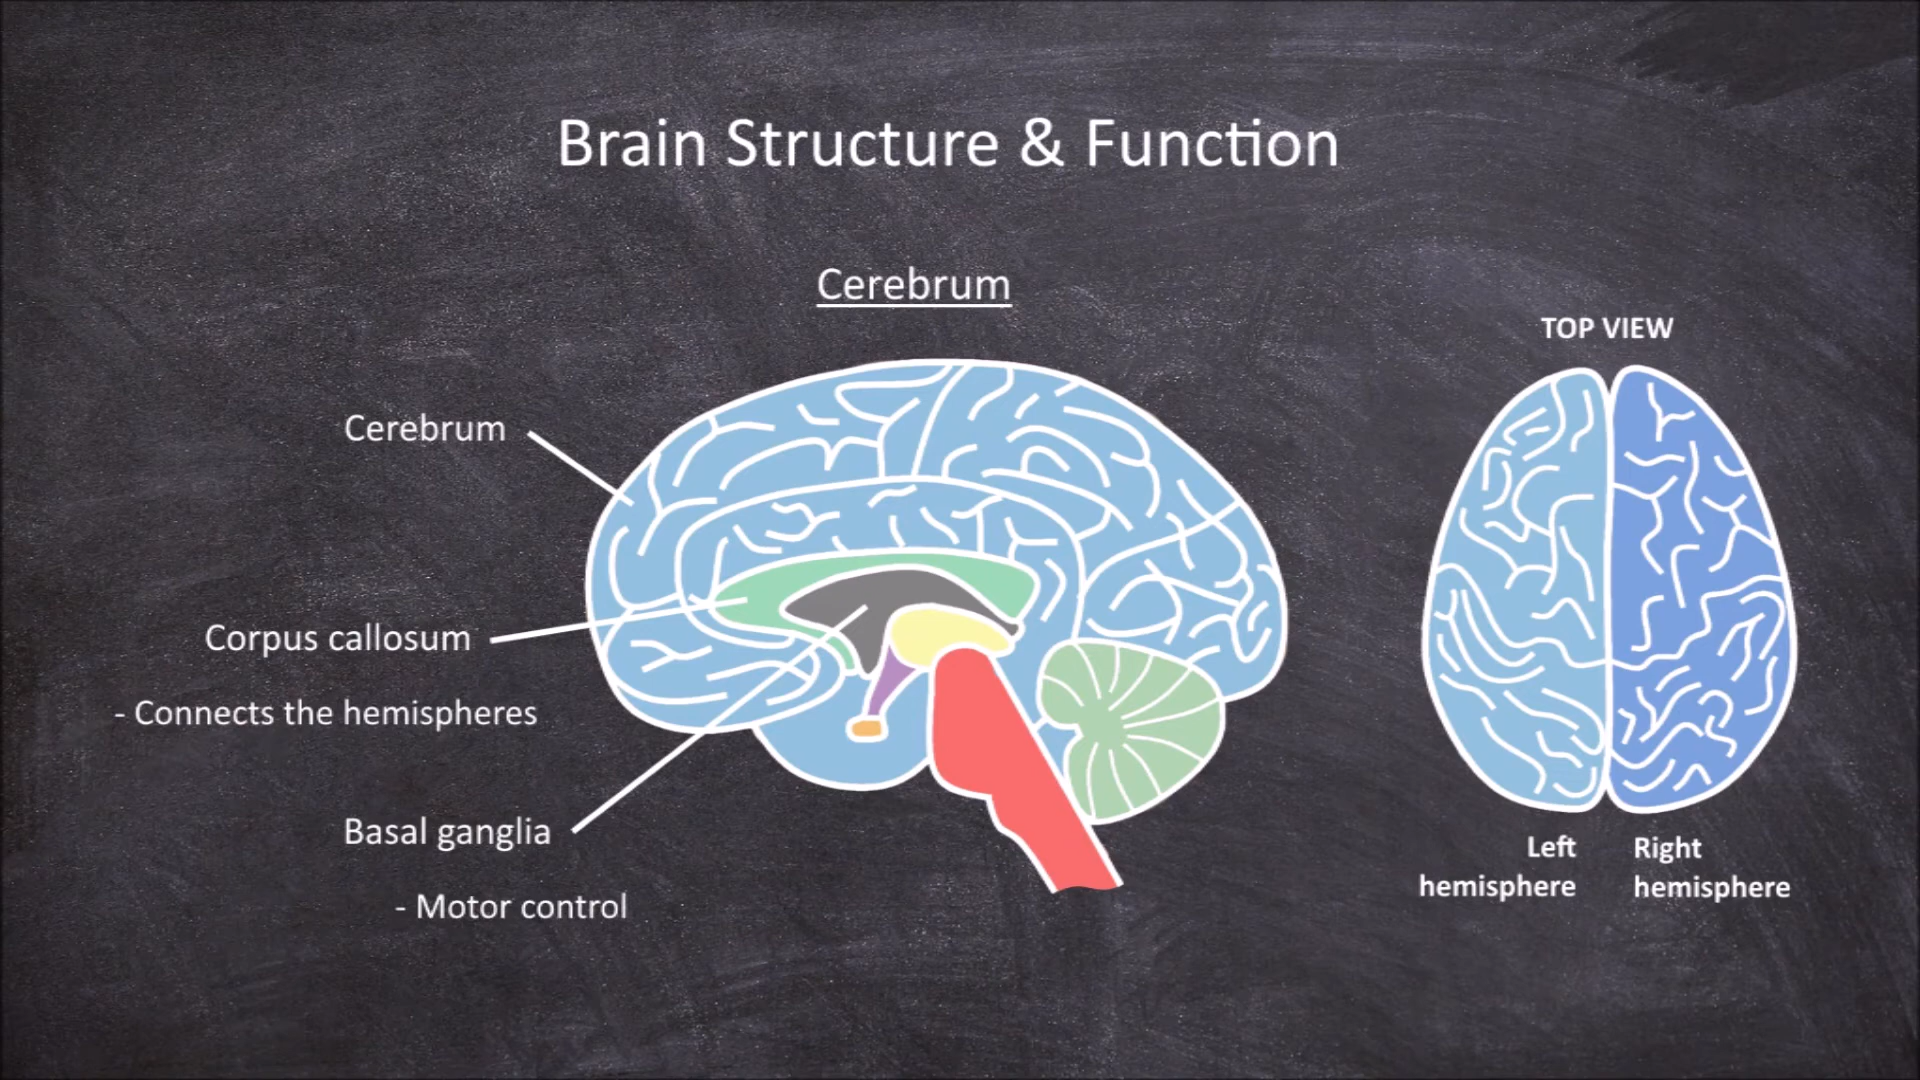 Brain Structure & Function
Cerebrum
TOP VIEW
Cerebrum
Corpus callosum
- Connects the hemispheres
Basal ganglia
- Motor control
Left
hemisphere
Right
hemisphere